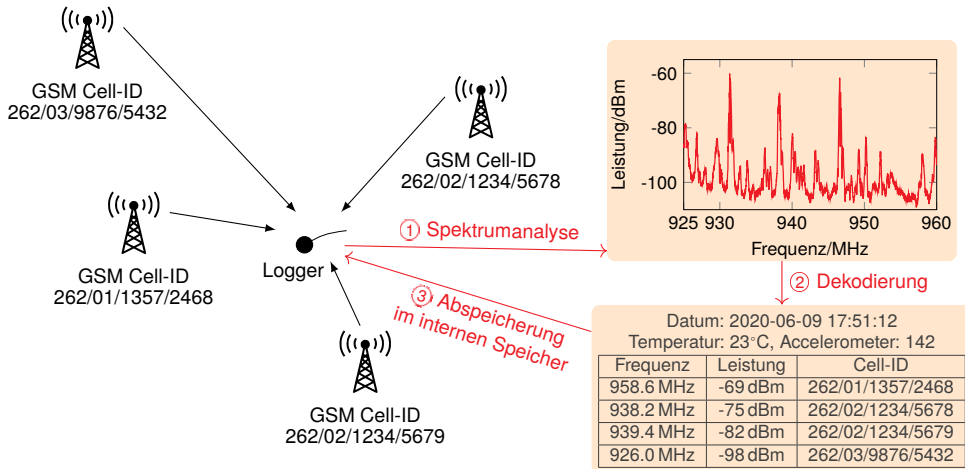 GSM Cell-ID
262/03/9876/5432
GSM Cell-ID
262/02/1234/5678
GSM Cell-ID
262/01/1357/2468
Logger
GSM Cell-ID
262/02/1234/5679
1 Spektrumanalyse
Leistung/dBm
-60
-80
-100
925 930 940 950 960
Frequenz/MHz
2 Dekodierung
3 Abspeicherung
im internen Speicher
Datum: 2020-06-09 17:51:12
Temperatur: 23°C, Accelerometer: 142
Frequenz Leistung Cell-ID
958.6 MHz -69 dBm 262/01/1357/2468
938.2 MHz -75 dBm 262/02/1234/5678
939.4 MHz -82 dBm 262/02/1234/5679
926.0 MHz -98 dBm 262/03/9876/5432